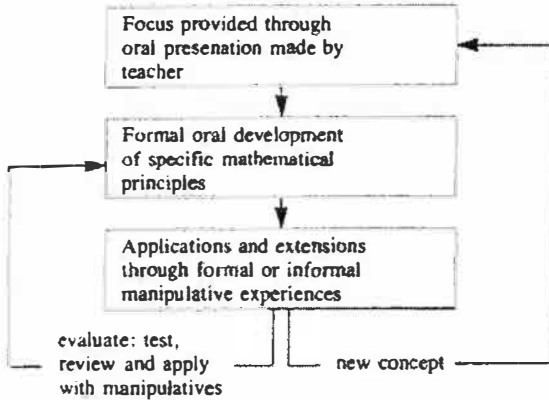 Focus provided through
oral presenation made by
teacher
Formal oral development
of specific mathematical
principles
Applications and extensions
through formal or informal
manipulative experiences
evaluate: test,
review and apply
with manipulatives
new concept